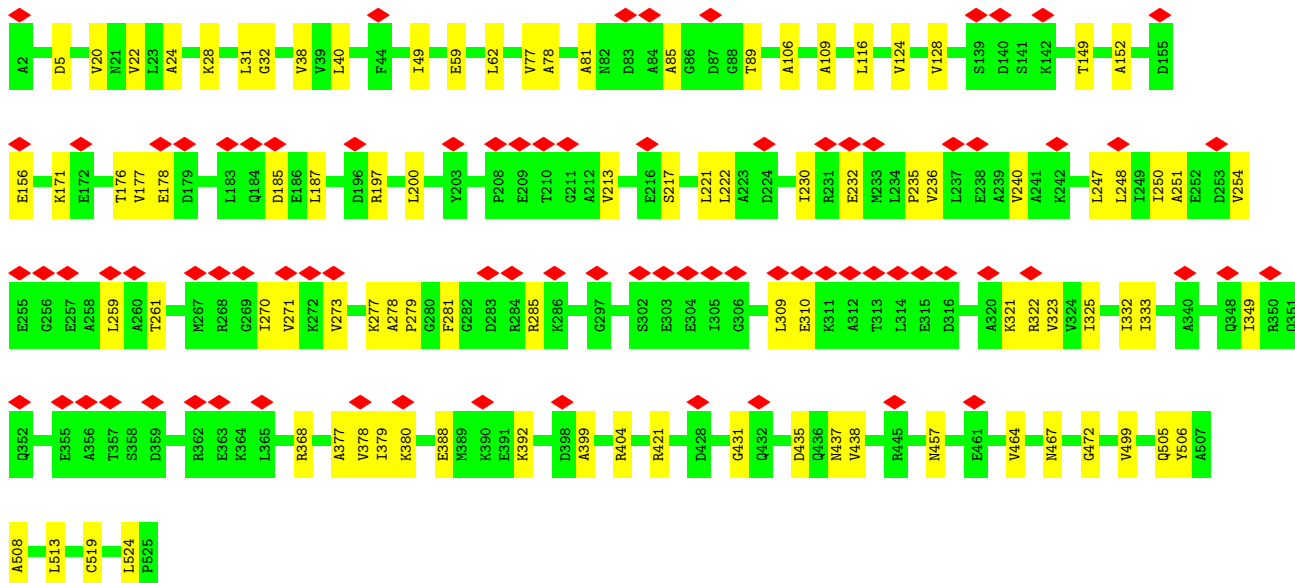 A2 D5 V20 N21 V22 L23 A24 K28 L31 G32 V38 V39 L40 F44 I49 E59 L62 V77 A78 A81 N82 D83 A84 A85 G86 D87 G88 T89 A106 A109 L116 V124 V128 S139 D140 S141 K142 T149 A152 D155
E156 K171 E172 T176 V177 E178 D179 L183 Q184 D185 E186 L187 D196 R197 L200 Y203 P208 E209 T210 G211 A212 V213 E216 S217 L221 L222 A223 D224 I230 R231 E232 M233 L234 P235 V236 L237 E238 A239 V240 A241 K242 L247 L248 I249 I250 A251 E252 D253 V254
E255 G256 E257 A258 L259 A260 T261 M267 R268 G269 I270 V271 K272 V273 K277 A278 P279 G280 F281 G282 D283 R284 R285 K286 G297 S302 E303 E304 I305 G306 L309 E310 K311 A312 T313 L314 E315 D316 A320 K321 R322 V323 V324 I325 I332 I333 A340 Q348 I349 R350 Q351
Q352 E355 A356 T357 S358 D359 R362 E363 K364 L365 R368 A377 V378 I379 K380 E388 M389 K390 E391 K392 D398 A399 R404 R421 D428 G431 Q432 D435 Q436 N437 V438 R445 N457 E461 V464 N467 G472 V499 Q505 Y506 A507
A508 L513 C519 L524 P525